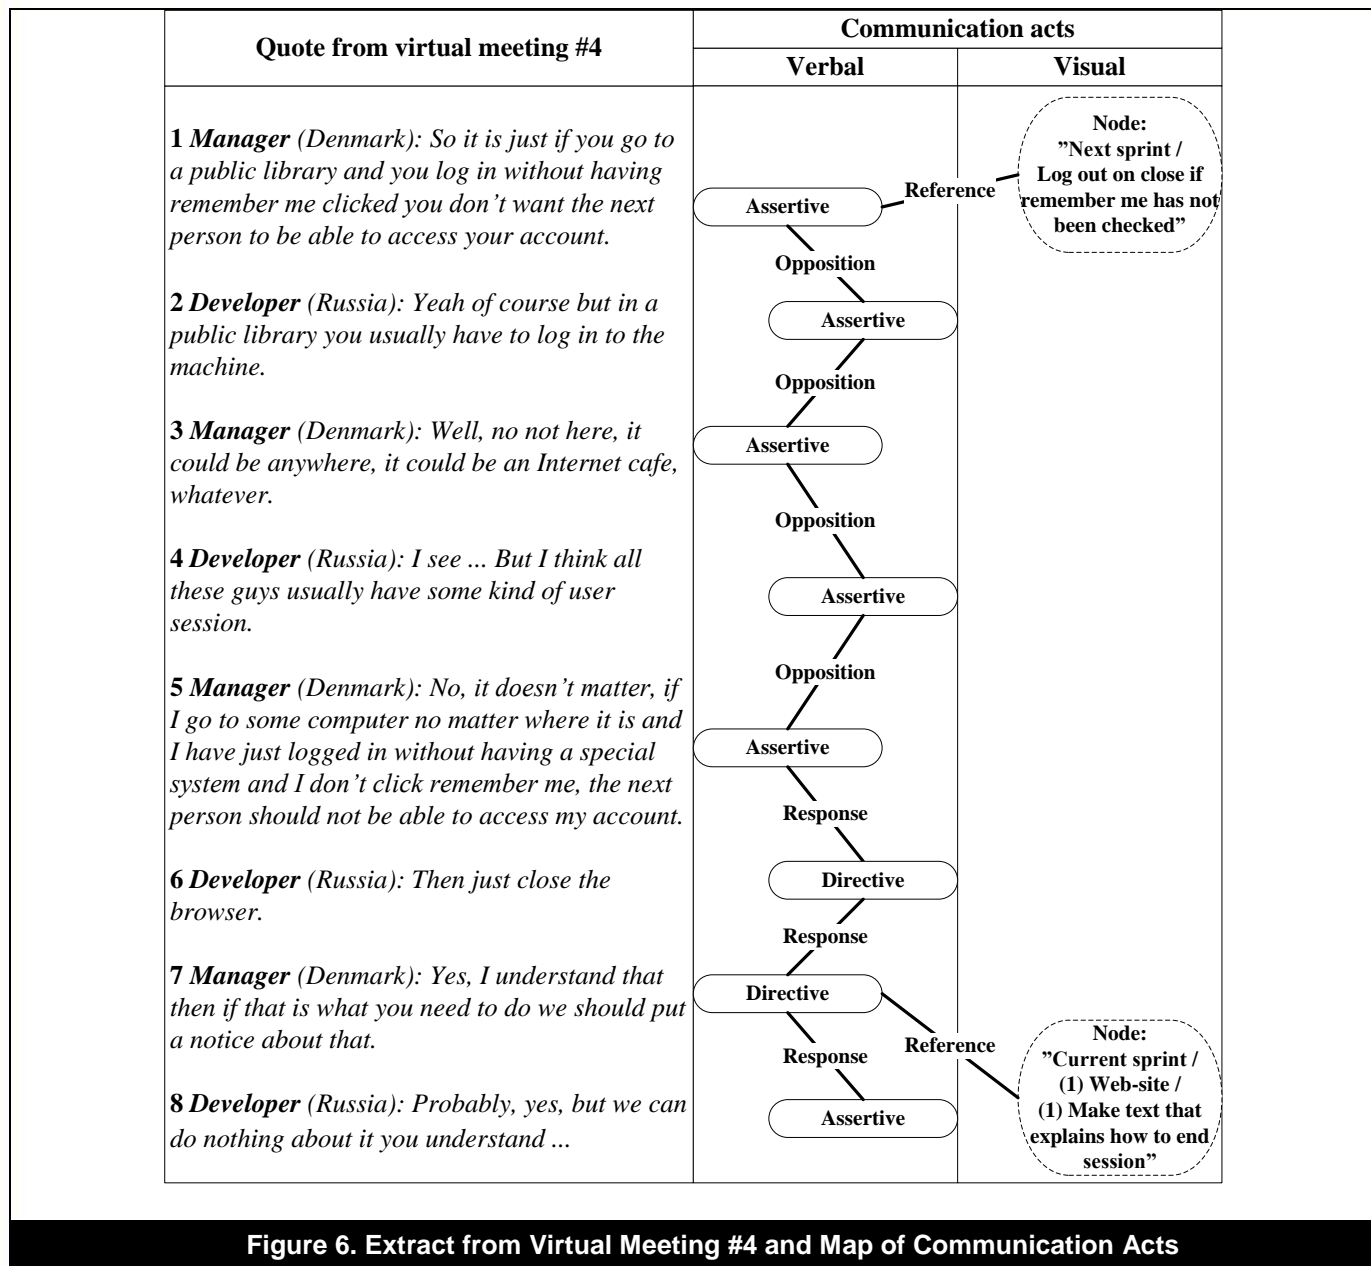 Quote from virtual meeting #4
Communication acts
Verbal
Visual
1 Manager (Denmark): So it is just if you go to
a public library and you log in without having
remember me clicked you don't want the next
person to be able to access your account.
2 Developer (Russia): Yeah of course but in a
public library you usually have to log in to the
machine.
3 Manager (Denmark): Well, no not here, it
could be anywhere, it could be an Internet cafe,
whatever.
4 Developer (Russia): I see ... But I think all
these guys usually have some kind of user
session.
5 Manager (Denmark): No, it doesn't matter, if
I go to some computer no matter where it is and
I have just logged in without having a special
system and I don't click remember me, the next
person should not be able to access my account.
6 Developer (Russia): Then just close the
browser.
7 Manager (Denmark): Yes, I understand that
then if that is what you need to do we should put
a notice about that.
8 Developer (Russia): Probably, yes, but we can
do nothing about it you understand ...
Assertive
Opposition
Assertive
Opposition
Assertive
Opposition
Assertive
Opposition
Assertive
Response
Directive
Response
Directive
Response
Assertive
Reference
Node:
”Next sprint /
Log out on close if
remember me has not
been checked”
Reference
Node:
”Current sprint /
(1) Web-site /
(1) Make text that
explains how to end
session”
Figure 6. Extract from Virtual Meeting #4 and Map of Communication Acts